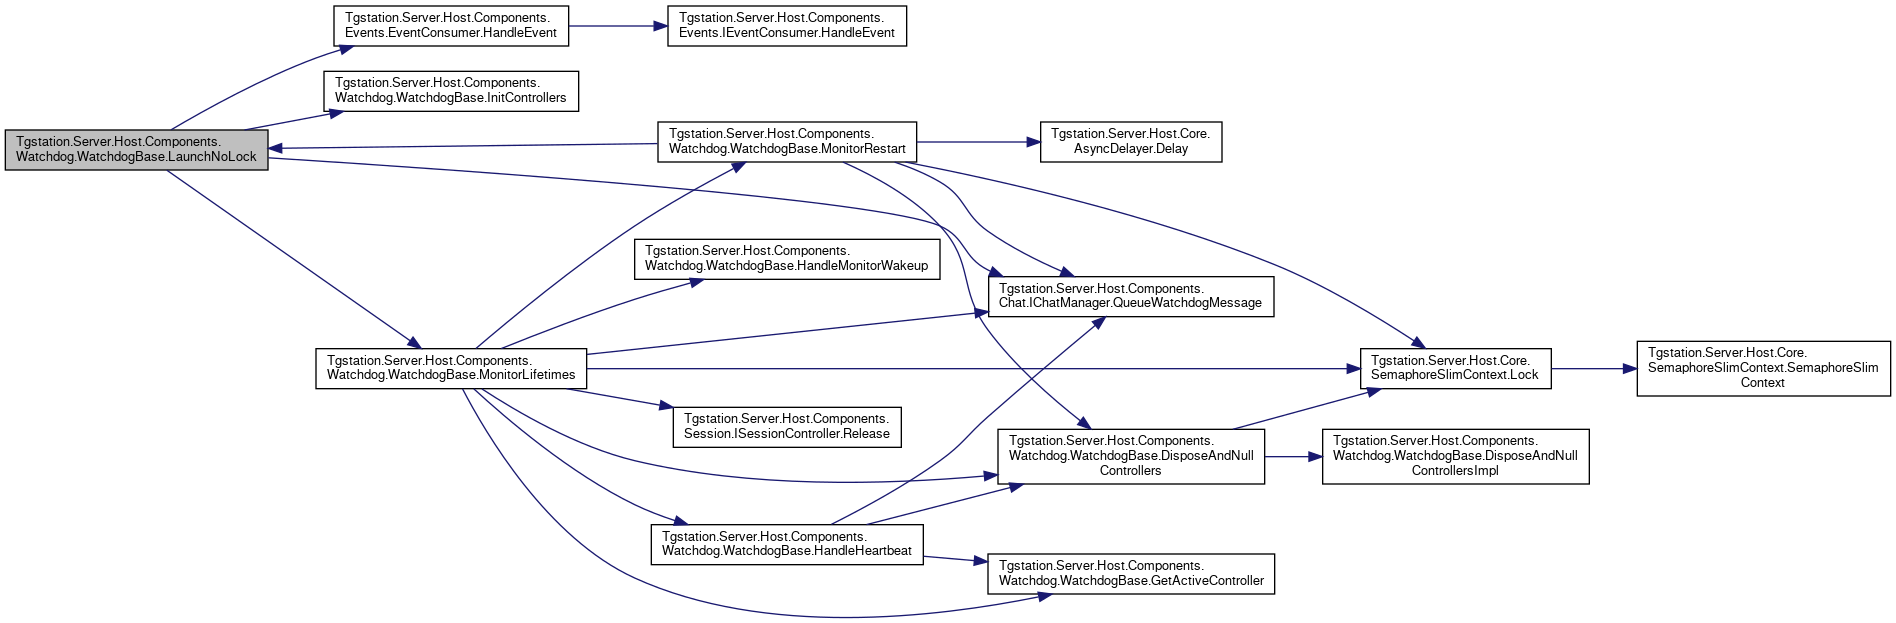 Tgstation.Server.Host.Components.
Events.EventConsumer.HandleEvent
Tgstation.Server.Host.Components.
Events.IEventConsumer.HandleEvent
Tgstation.Server.Host.Components.
Watchdog.WatchdogBase.InitControllers
Tgstation.Server.Host.Components.
Watchdog.WatchdogBase.LaunchNoLock
Tgstation.Server.Host.Components.
Watchdog.WatchdogBase.MonitorRestart
Tgstation.Server.Host.Core.
AsyncDelayer.Delay
Tgstation.Server.Host.Components.
Watchdog.WatchdogBase.HandleMonitorWakeup
Tgstation.Server.Host.Components.
Chat.IChatManager.QueueWatchdogMessage
Tgstation.Server.Host.Components.
Watchdog.WatchdogBase.MonitorLifetimes
Tgstation.Server.Host.Core.
SemaphoreSlimContext.Lock
Tgstation.Server.Host.Core.
SemaphoreSlimContext.SemaphoreSlim
Context
Tgstation.Server.Host.Components.
Session.ISessionController.Release
Tgstation.Server.Host.Components.
Watchdog.WatchdogBase.DisposeAndNull
Controllers
Tgstation.Server.Host.Components.
Watchdog.WatchdogBase.DisposeAndNull
ControllersImpl
Tgstation.Server.Host.Components.
Watchdog.WatchdogBase.HandleHeartbeat
Tgstation.Server.Host.Components.
Watchdog.WatchdogBase.GetActiveController